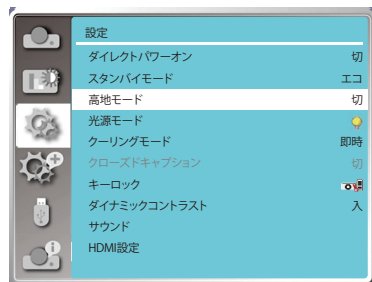 設定
ダイレクトパワーオン 切
スタンバイモード エコ
高地モード 切
光源モード
クーリングモード 即時
クローズドキャプション 切
キーロック
ダイナミックコントラスト 入
サウンド
HDMI設定